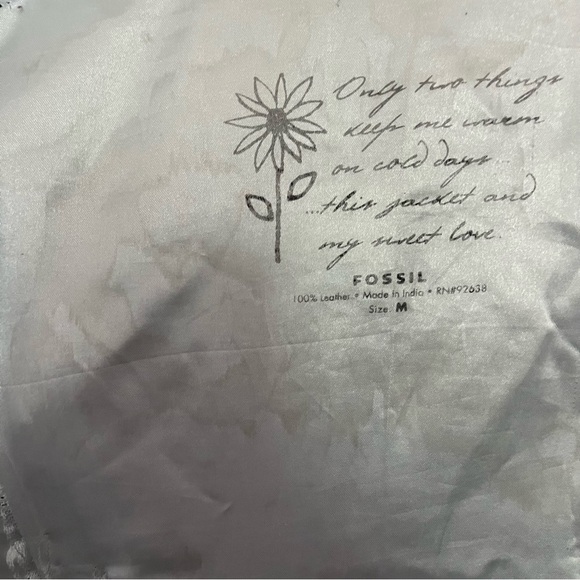 Only two things
keep me warm
on cold days...
...this jacket and
my sweet love.
FOSSIL
100% Leather • Made in India • RN#92638
Size: M